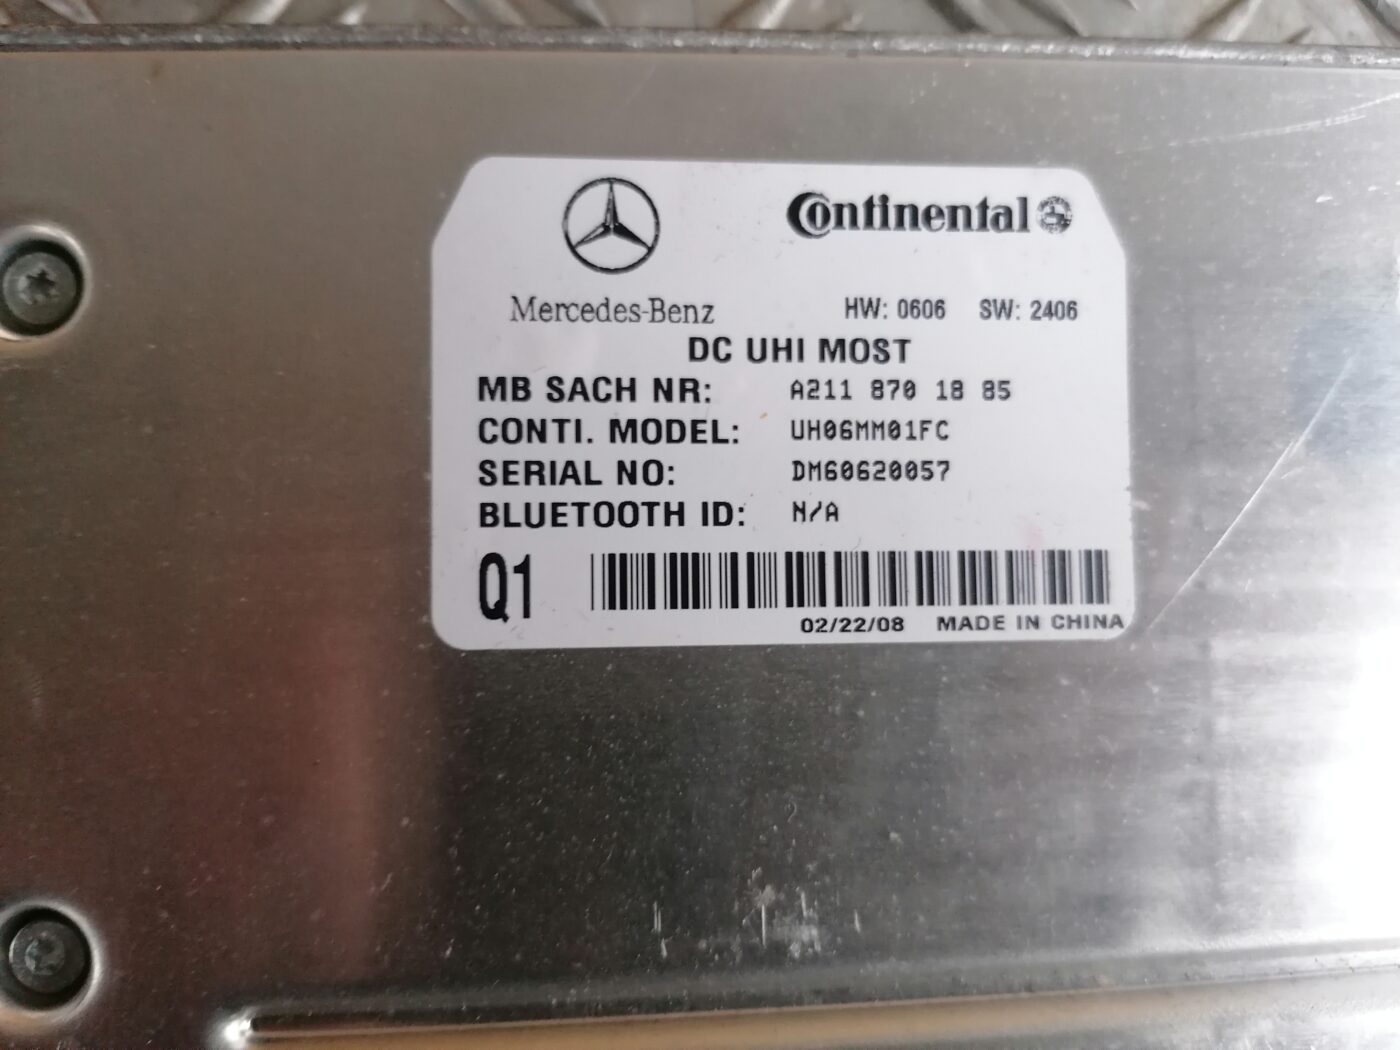 Continental
Mercedes-Benz
HW: 0606 SW: 2406
DC UHI MOST
MB SACH NR: A211 870 18 85
CONTI. MODEL: UH06MM01FC
SERIAL NO: DM60620057
BLUETOOTH ID: N/A
Q1
02/22/08 MADE IN CHINA